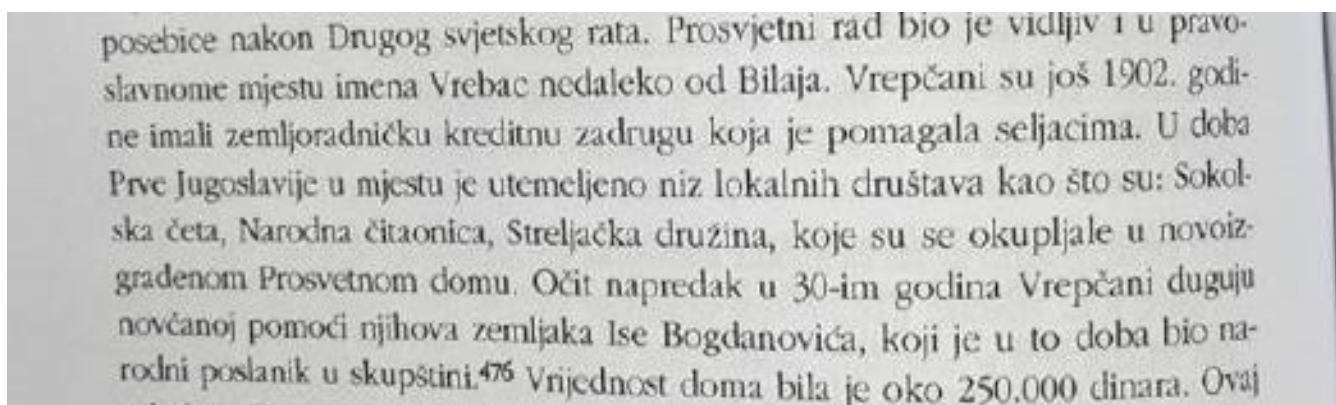 posebice nakon Drugog svjetskog rata. Prosvjetni rad bio je vidljiv i u pravo-
slavnome mjestu imena Vrebac nedaleko od Bilaja. Vrepčani su još 1902. godi-
ne imali zemljoradničku kreditnu zadrugu koja je pomagala seljacima. U doba
Prve Jugoslavije u mjestu je utemeljeno niz lokalnih društava kao što su: Sokol-
ska četa, Narodna čitaonica, Streljačka družina, koje su se okupljale u novoiz-
građenom Prosvetnom domu. Očit napredak u 30-im godina Vrepčani duguju
novčanoj pomoći njihova zemljaka Ise Bogdanovića, koji je u to doba bio na-
rodni poslanik u skupštini.476 Vrijednost doma bila je oko 250.000 dinara. Ovaj